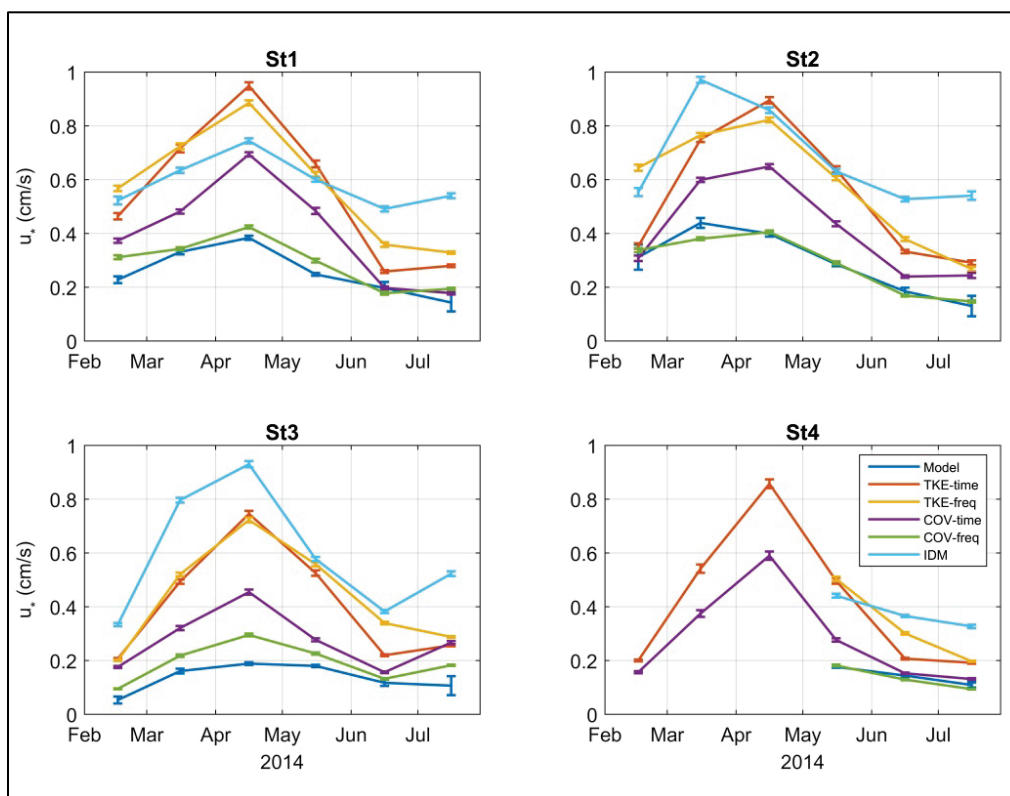 St1
1
0.8
0.6
0.4
0.2
0
u* (cm/s)
Feb Mar Apr May Jun Jul
St2
1
0.8
0.6
0.4
0.2
0
Feb Mar Apr May Jun Jul
St3
1
0.8
0.6
0.4
0.2
0
u* (cm/s)
Feb Mar Apr May Jun Jul
2014
St4
1
0.8
0.6
0.4
0.2
0
Model
TKE-time
TKE-freq
COV-time
COV-freq
IDM
Feb Mar Apr May Jun Jul
2014